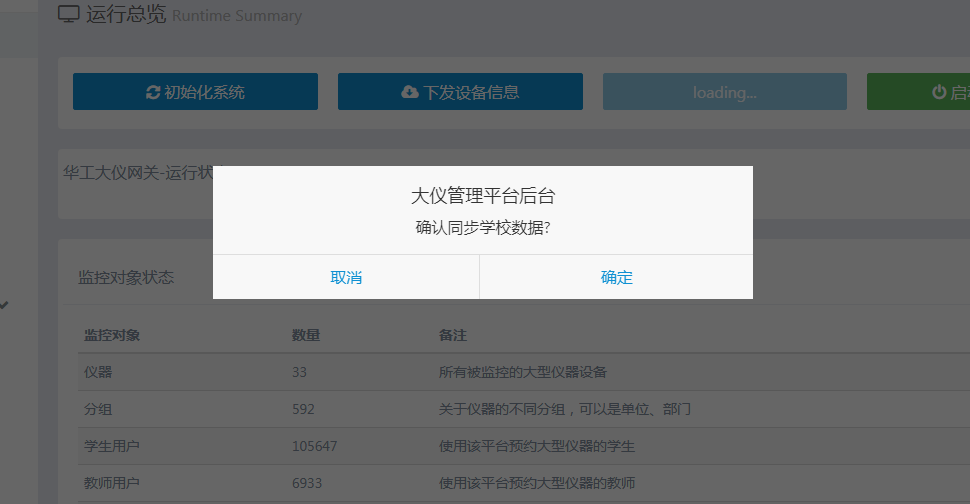 运行总览 Runtime Summary
初始化系统 下发设备信息 loading... 启
华工大仪网关-运行状
大仪管理平台后台
确认同步学校数据?
取消 确定
监控对象状态
监控对象 数量 备注
仪器 33 所有被监控的大型仪器设备
分组 592 关于仪器的不同分组，可以是单位、部门
学生用户 105647 使用该平台预约大型仪器的学生
教师用户 6933 使用该平台预约大型仪器的教师